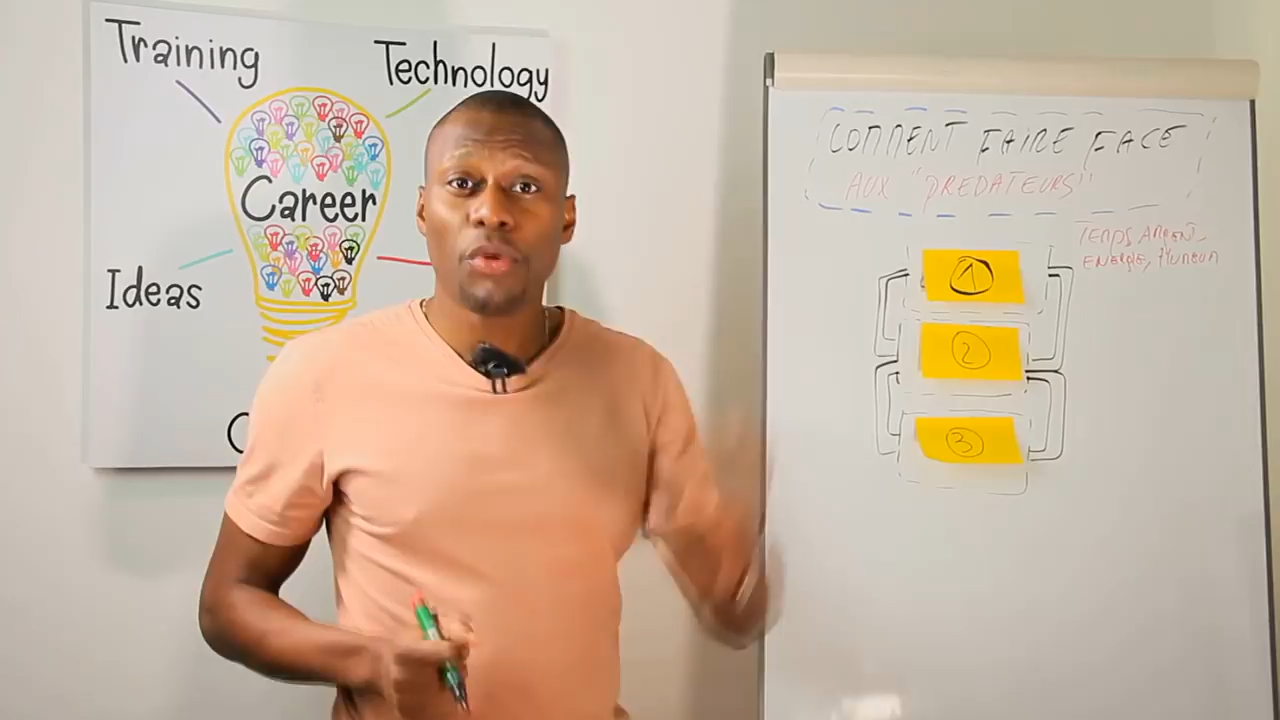 Training
Technology
Career
Ideas
COMMENT FAIRE FACE
AUX "PREDATEURS"
TEMPS, ARGENT,
ENERGIE, HUMEUR
1
2
3